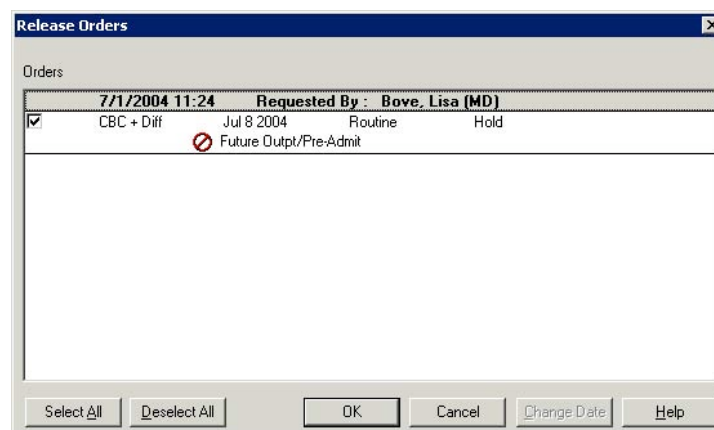 Release Orders
Orders
7/1/2004 11:24 Requested By : Bove, Lisa (MD)
CBC + Diff Jul 8 2004 Routine Hold
Future Outpt/Pre-Admit
Select All Deselect All OK Cancel Change Date Help